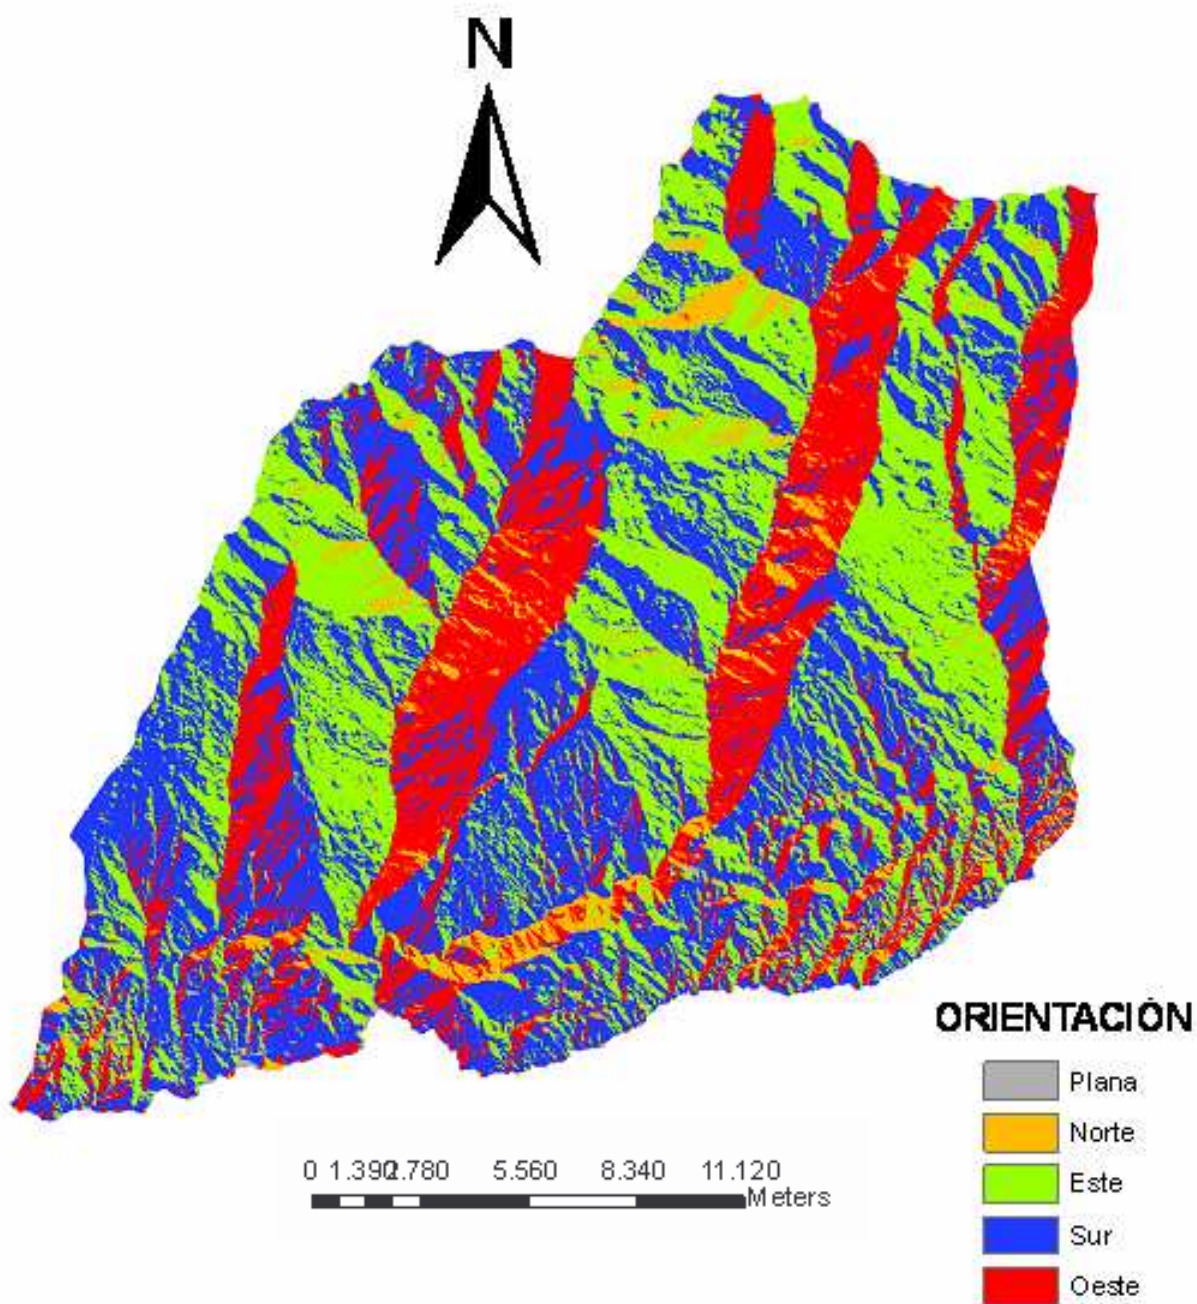 N
ORIENTACIÓN
Plana
Norte
Este
Sur
Oeste
0 1.390 2.780 5.560 8.340 11.120
Meters